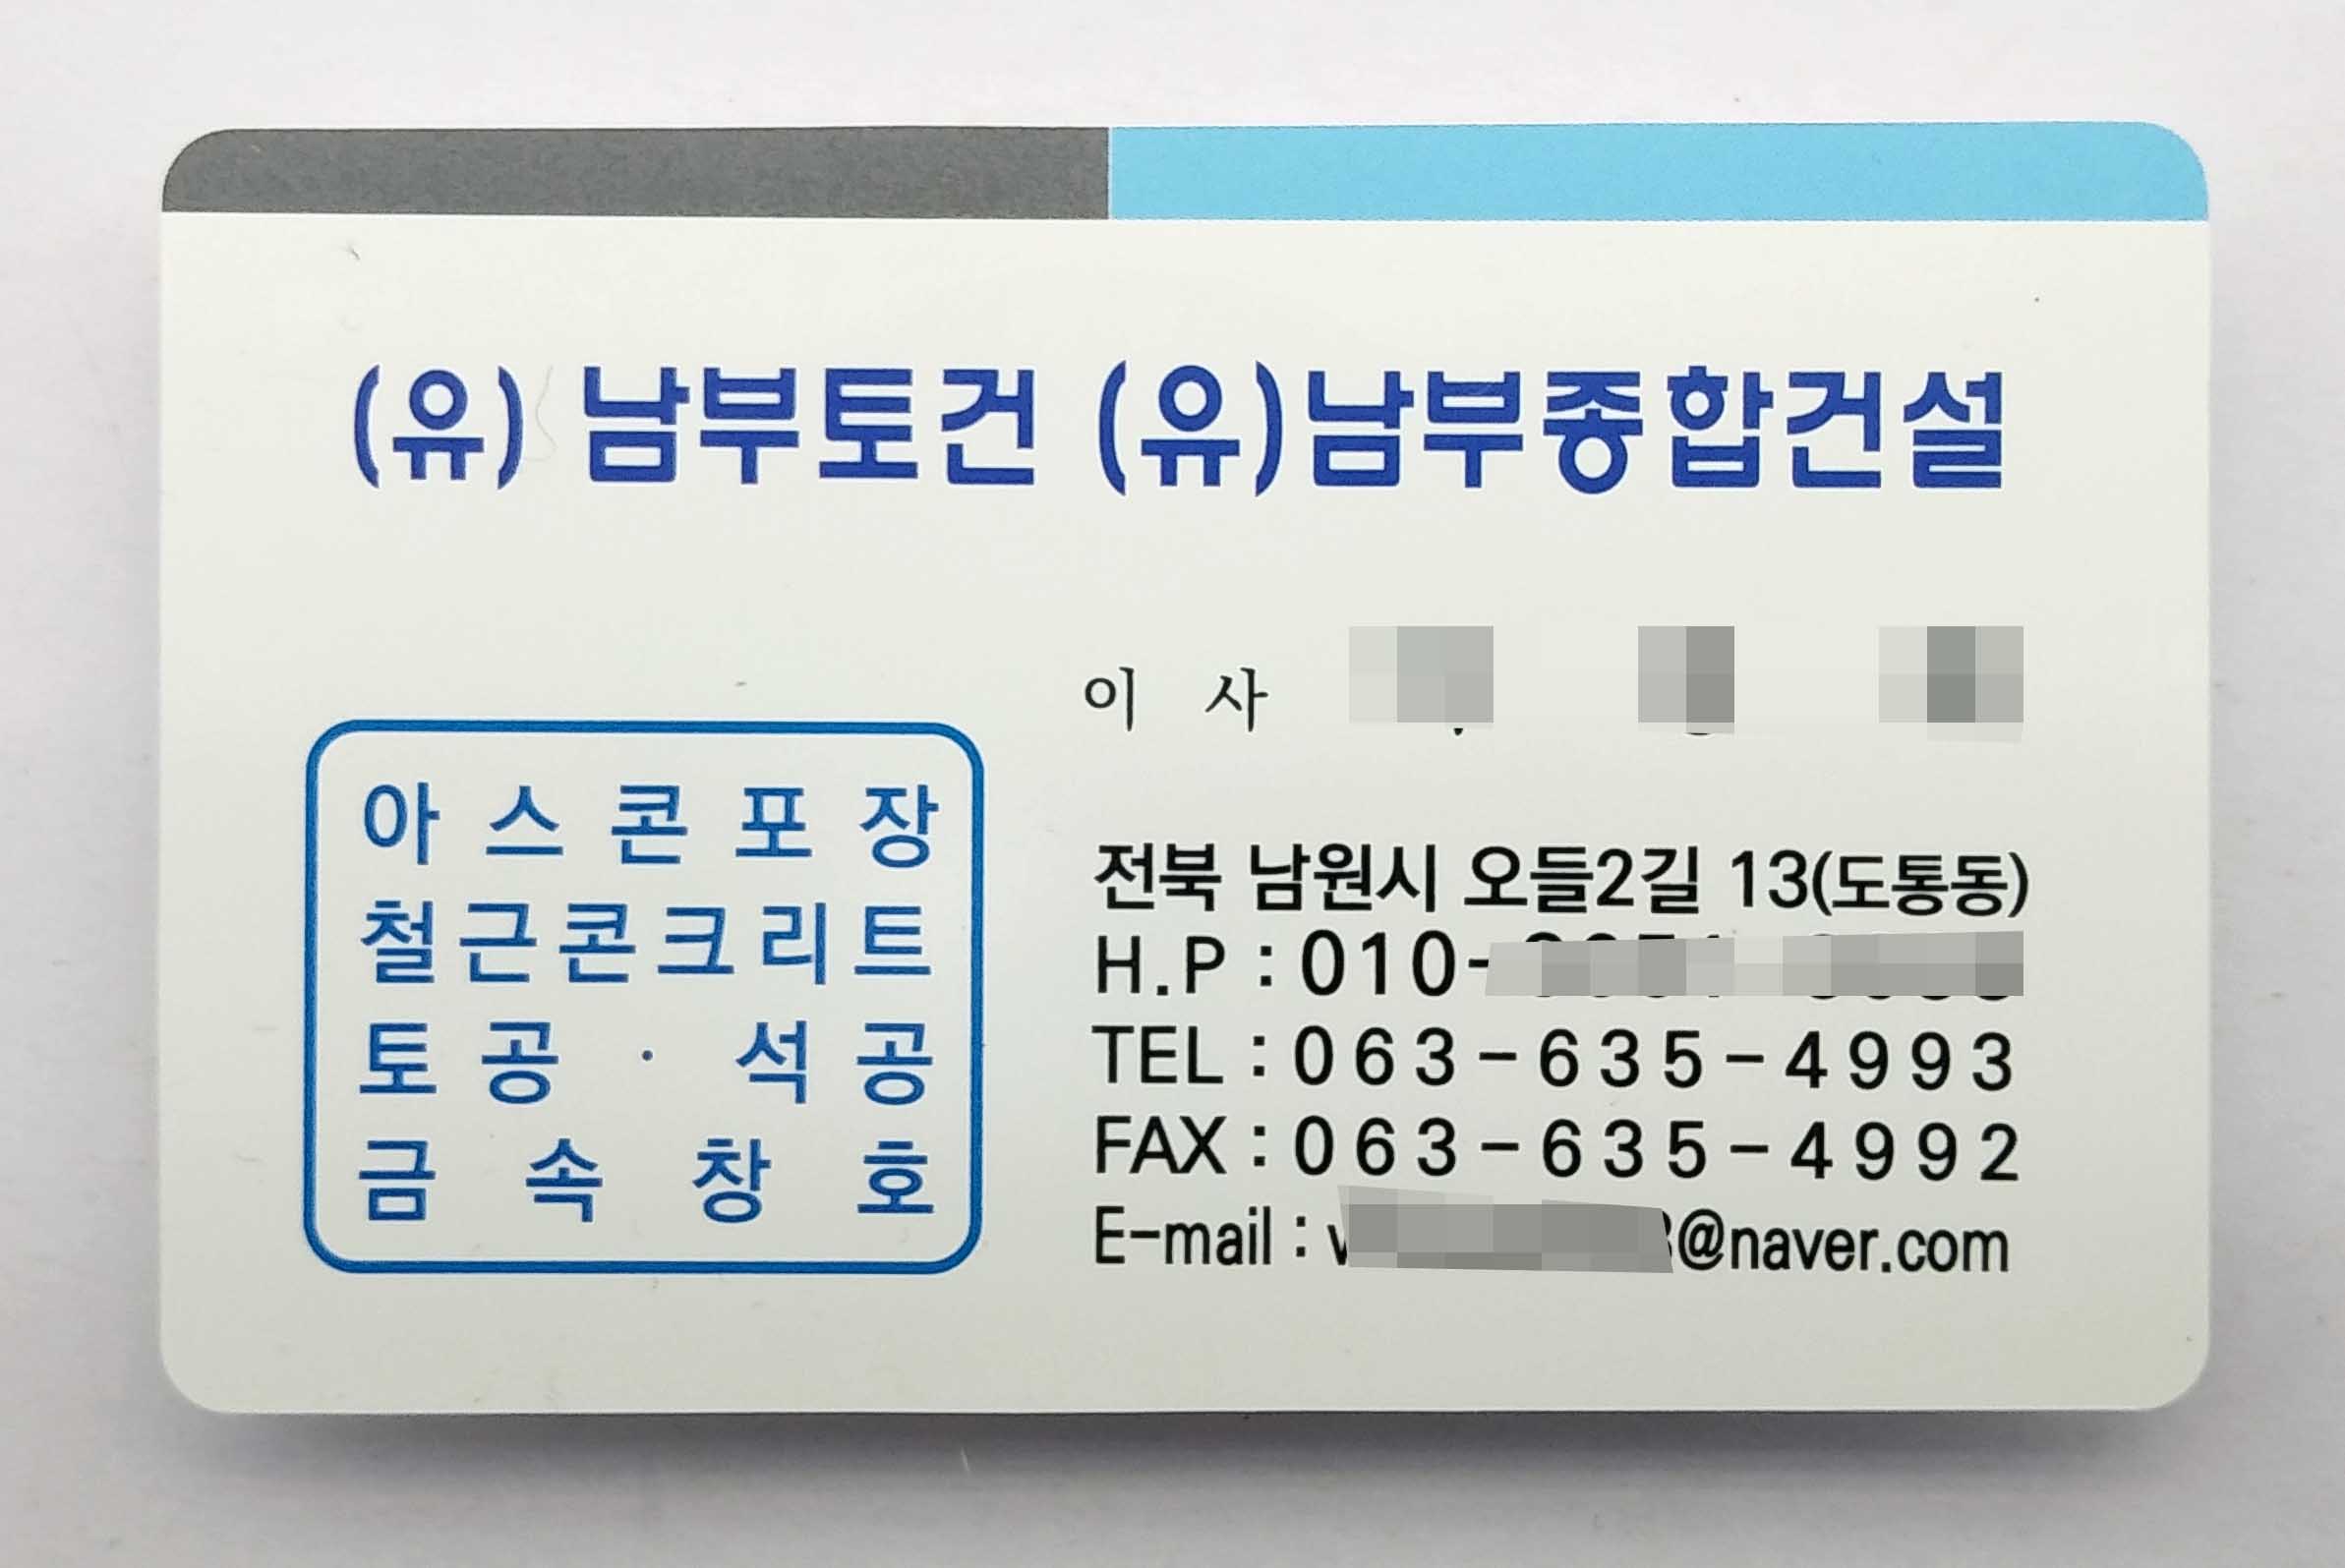 (유) 남부토건 (유)남부종합건설
이 사
아스콘포장
철근콘크리트
토공 · 석공
금속창호
전북 남원시 오들2길 13(도통동)
H.P : 010-
TEL : 063-635-4993
FAX : 063-635-4992
E-mail : @naver.com